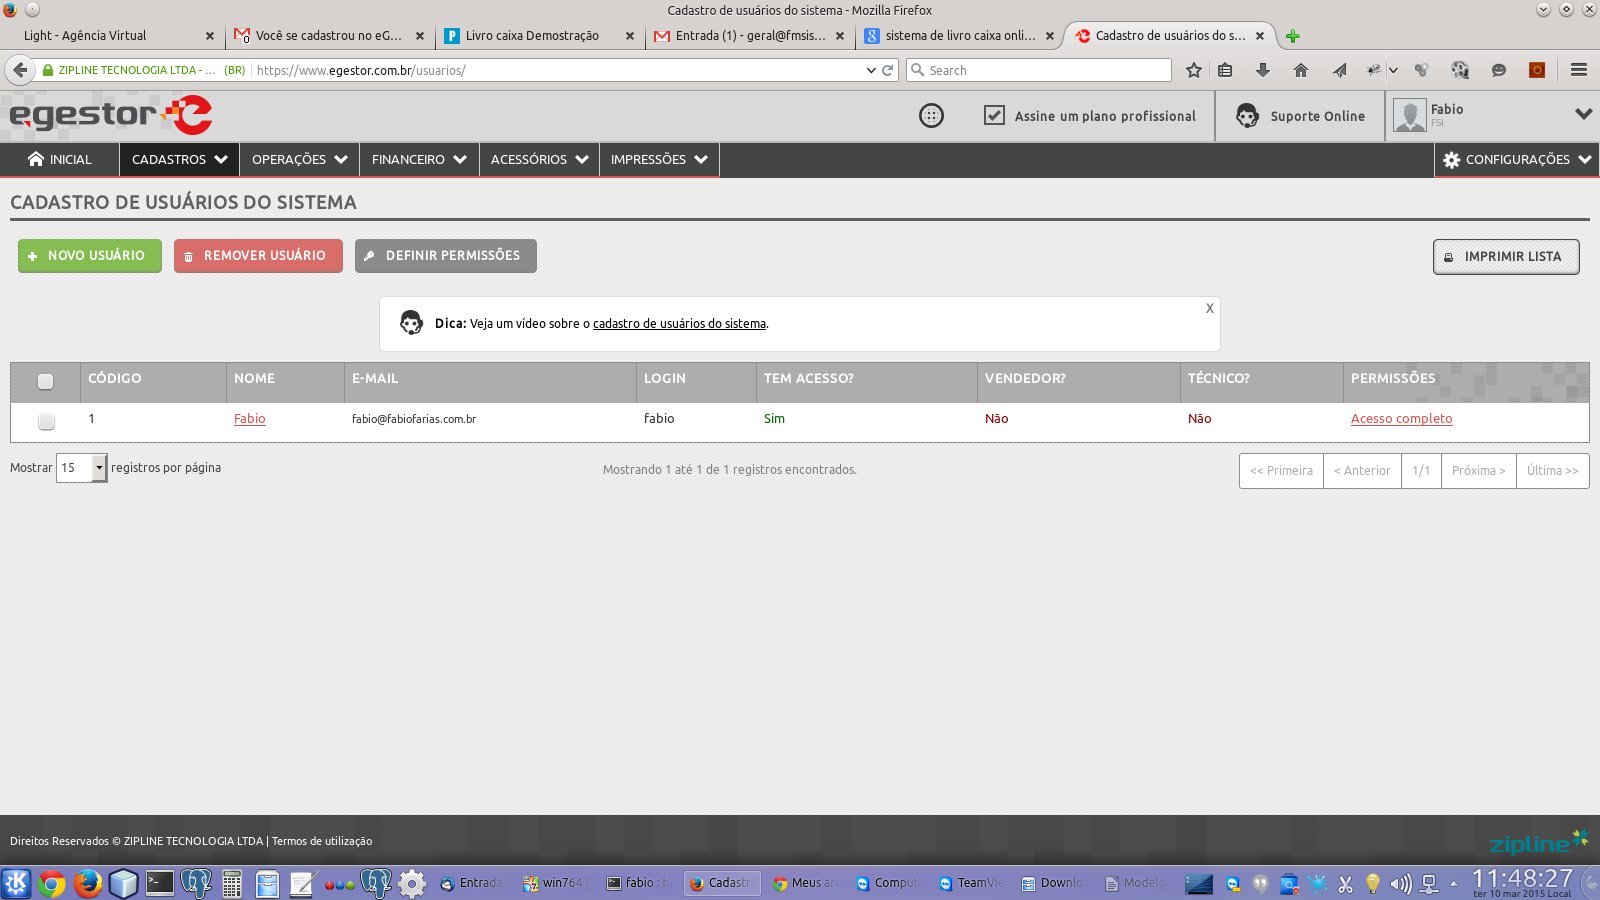 Cadastro de usuários do sistema - Mozilla Firefox
Light - Agência Virtual
Você se cadastrou no eG...
Livro caixa Demostração
Entrada (1) - geral@fmsis...
sistema de livro caixa onli...
Cadastro de usuários do s...
ZIPLINE TECNOLOGIA LTDA - ... (BR)
https://www.egestor.com.br/usuarios/
Search
egestor
Assine um plano profissional
Suporte Online
Fabio
FSI
INICIAL
CADASTROS
OPERAÇÕES
FINANCEIRO
ACESSÓRIOS
IMPRESSÕES
CONFIGURAÇÕES
CADASTRO DE USUÁRIOS DO SISTEMA
NOVO USUÁRIO
REMOVER USUÁRIO
DEFINIR PERMISSÕES
IMPRIMIR LISTA
Dica: Veja um vídeo sobre o cadastro de usuários do sistema.
X
CÓDIGO NOME E-MAIL LOGIN TEM ACESSO? VENDEDOR? TÉCNICO? PERMISSÕES
1 Fabio fabio@fabiofarias.com.br fabio Sim Não Não Acesso completo
Mostrar 15 registros por página
Mostrando 1 até 1 de 1 registros encontrados.
<< Primeira
< Anterior
1/1
Próxima >
Última >>
Direitos Reservados © ZIPLINE TECNOLOGIA LTDA | Termos de utilização
zipline
Entrada
win764
fabio : b
Cadastr
Meus ar
Comput
TeamVie
Downlo
Modelo
11:48:27
ter 10 mar 2015 Local